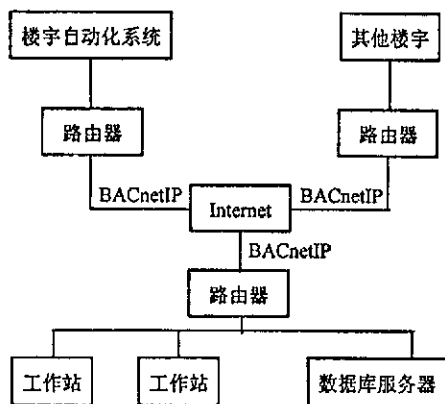 楼宇自动化系统
其他楼宇
路由器
路由器
BACnetIP
Internet
BACnetIP
BACnetIP
路由器
工作站
工作站
数据库服务器